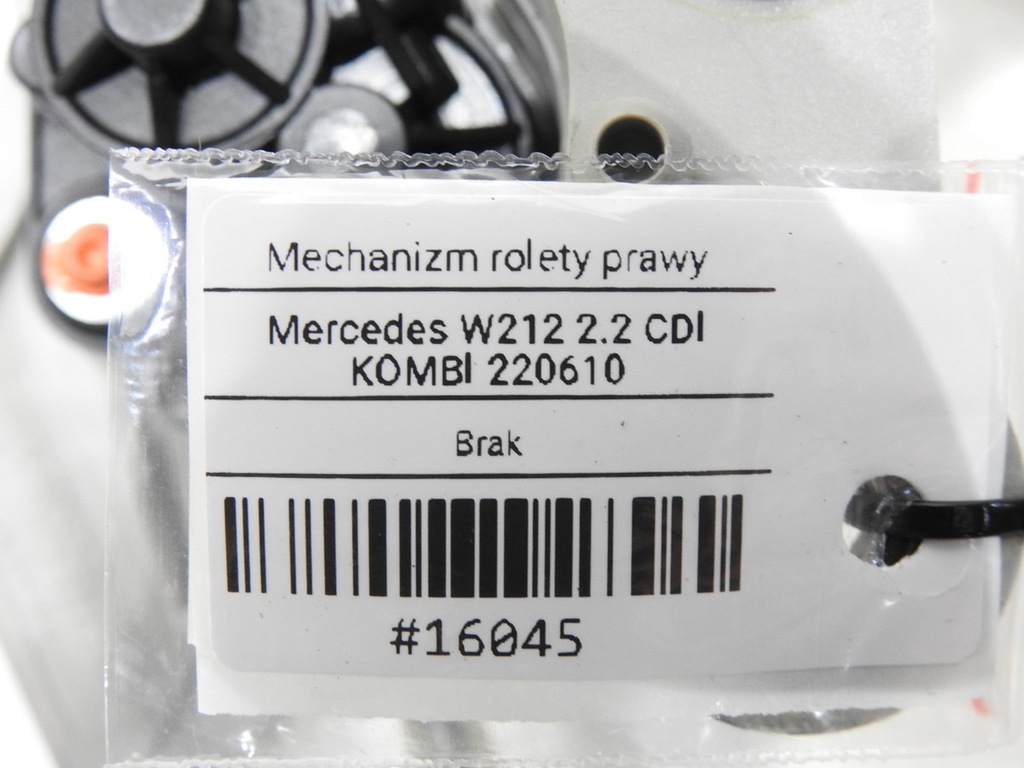 Mechanizm rolety prawy
Mercedes W212 2.2 CDI
KOMBI 220610
Brak
#16045